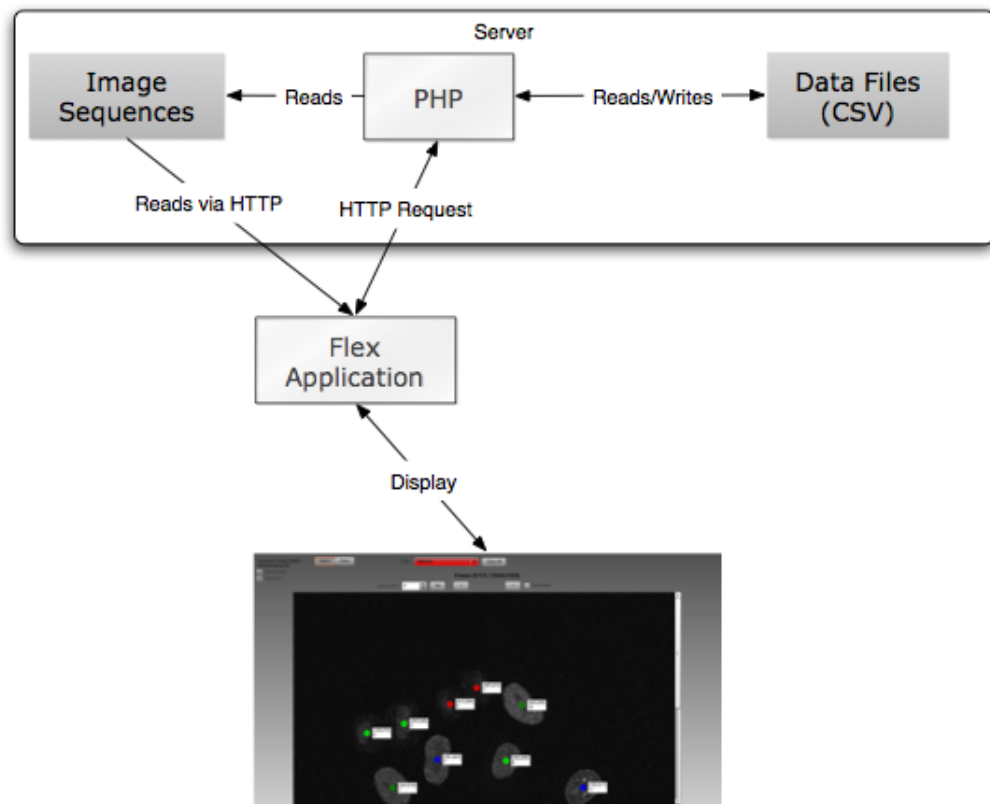 Server
Image
Sequences
Reads
PHP
Reads/Writes
Data Files
(CSV)
Reads via HTTP
HTTP Request
Flex
Application
Display